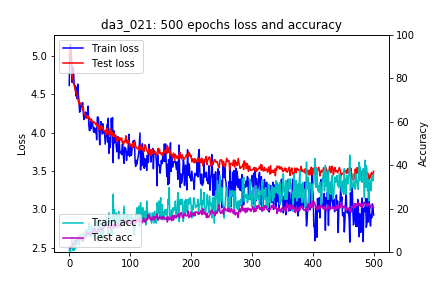 da3_021: 500 epochs loss and accuracy
Train loss
Test loss
Train acc
Test acc
Loss
Accuracy
5.0
4.5
4.0
3.5
3.0
2.5
100
80
60
40
20
0
0
100
200
300
400
500